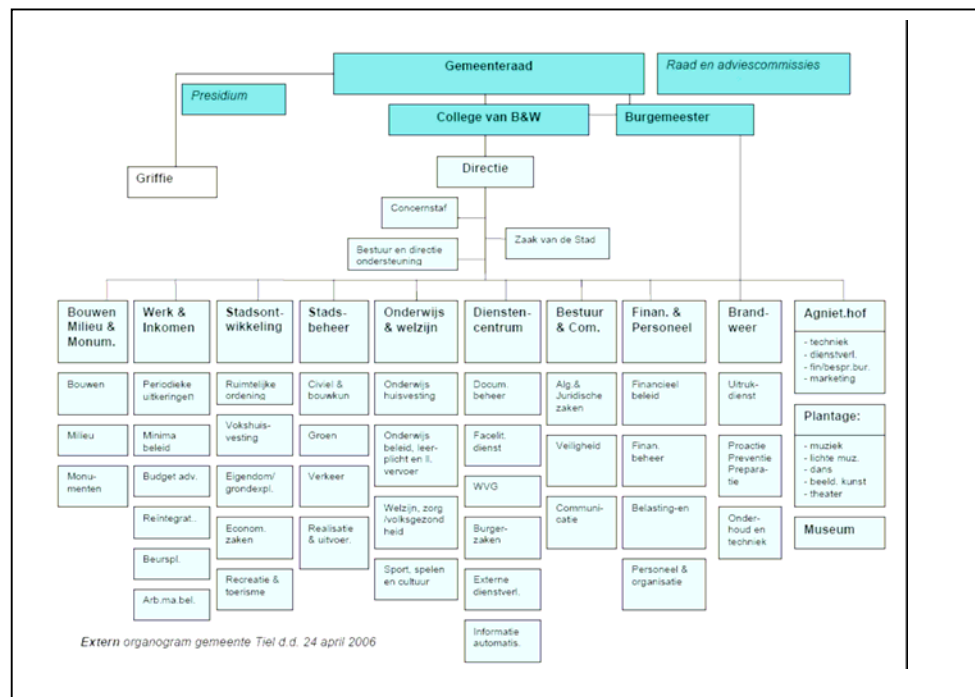 Gemeenteraad
Raad en adviescommissies
Presidium
College van B&W
Burgemeester
Griffie
Directie
Concernstaf
Zaak van de Stad
Bestuur en directie
ondersteuning
Bouwen
Milieu &
Monum.
Bouwen
Milieu
Monu-
menten
Werk &
Inkomen
Periodieke
uitkeringen
Minima
beleid
Budget adv.
Reïntegrat..
Beurspl.
Arb.ma.bel.
Stadsont-
wikkeling
Ruimtelijke
ordening
Vokshuis-
vesting
Eigendom/
grondexpl.
Econom.
zaken
Recreatie &
toerisme
Stads-
beheer
Civiel &
bouwkun
Groen
Verkeer
Realisatie
& uitvoer.
Onderwijs
& welzijn
Onderwijs
huisvesting
Onderwijs
beleid, leer-
plicht en ll.
vervoer
Welzijn, zorg
/volksgezond
heid
Sport, spelen
en cultuur
Diensten-
centrum
Docum.
beheer
Facelit.
dienst
WVG
Burger-
zaken
Externe
dienstverl.
Informatie
automatis.
Bestuur
& Com.
Alg.&
Juridische
zaken
Veiligheid
Communi-
catie
Finan. &
Personeel
Financieel
beleid
Finan.
beheer
Belasting-en
Personeel &
organisatie
Brand-
weer
Uitruk-
dienst
Proactie
Preventie
Prepara-
tie
Onder-
houd en
techniek
Agniet.hof
- techniek
- dienstverl.
- fin/bespr.bur.
- marketing
Plantage:
- muziek
- lichte muz.
- dans
- beeld. kunst
- theater
Museum
Extern organogram gemeente Tiel d.d. 24 april 2006